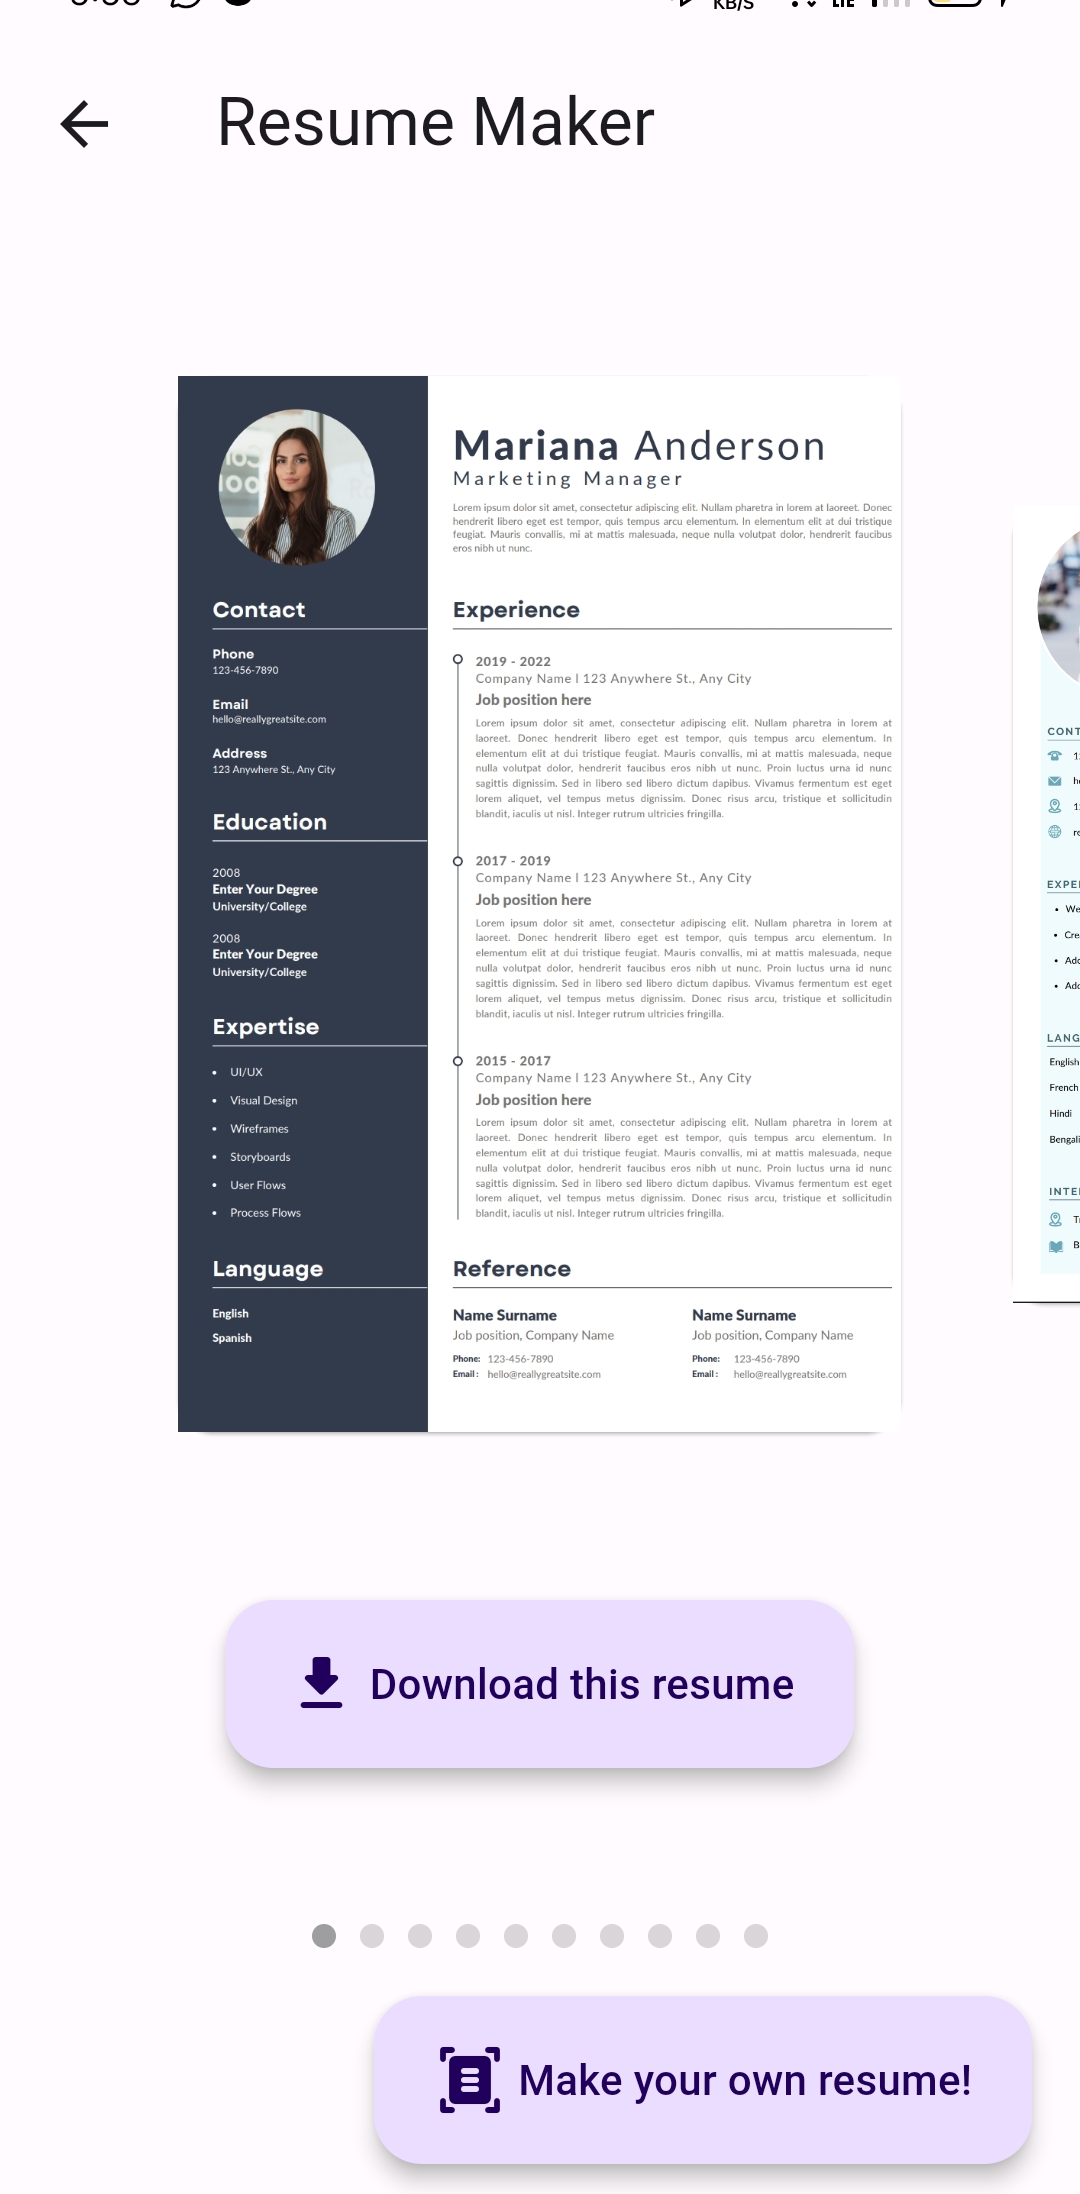 KB/S
LTE
Resume Maker
Mariana Anderson
Marketing Manager
Lorem ipsum dolor sit amet, consectetur adipiscing elit. Nullam pharetra in lorem at laoreet. Donec
hendrerit libero eget est tempor, quis tempus arcu elementum. In elementum elit at dui tristique
feugiat. Mauris convallis, mi at mattis malesuada, neque nulla volutpat dolor, hendrerit faucibus
eros nibh ut nunc.
Contact
Phone
123-456-7890
Email
hello@reallygreatsite.com
Address
123 Anywhere St., Any City
Education
2008
Enter Your Degree
University/College
2008
Enter Your Degree
University/College
Expertise
• UI/UX
• Visual Design
• Wireframes
• Storyboards
• User Flows
• Process Flows
Language
English
Spanish
Experience
2019 - 2022
Company Name l 123 Anywhere St., Any City
Job position here
Lorem ipsum dolor sit amet, consectetur adipiscing elit. Nullam pharetra in lorem at
laoreet. Donec hendrerit libero eget est tempor, quis tempus arcu elementum. In
elementum elit at dui tristique feugiat. Mauris convallis, mi at mattis malesuada, neque
nulla volutpat dolor, hendrerit faucibus eros nibh ut nunc. Proin luctus urna id nunc
sagittis dignissim. Sed in libero sed libero dictum dapibus. Vivamus fermentum est eget
lorem aliquet, vel tempus metus dignissim. Donec risus arcu, tristique et sollicitudin
blandit, iaculis ut nisl. Integer rutrum ultricies fringilla.
2017 - 2019
Company Name l 123 Anywhere St., Any City
Job position here
Lorem ipsum dolor sit amet, consectetur adipiscing elit. Nullam pharetra in lorem at
laoreet. Donec hendrerit libero eget est tempor, quis tempus arcu elementum. In
elementum elit at dui tristique feugiat. Mauris convallis, mi at mattis malesuada, neque
nulla volutpat dolor, hendrerit faucibus eros nibh ut nunc. Proin luctus urna id nunc
sagittis dignissim. Sed in libero sed libero dictum dapibus. Vivamus fermentum est eget
lorem aliquet, vel tempus metus dignissim. Donec risus arcu, tristique et sollicitudin
blandit, iaculis ut nisl. Integer rutrum ultricies fringilla.
2015 - 2017
Company Name l 123 Anywhere St., Any City
Job position here
Lorem ipsum dolor sit amet, consectetur adipiscing elit. Nullam pharetra in lorem at
laoreet. Donec hendrerit libero eget est tempor, quis tempus arcu elementum. In
elementum elit at dui tristique feugiat. Mauris convallis, mi at mattis malesuada, neque
nulla volutpat dolor, hendrerit faucibus eros nibh ut nunc. Proin luctus urna id nunc
sagittis dignissim. Sed in libero sed libero dictum dapibus. Vivamus fermentum est eget
lorem aliquet, vel tempus metus dignissim. Donec risus arcu, tristique et sollicitudin
blandit, iaculis ut nisl. Integer rutrum ultricies fringilla.
Reference
Name Surname
Job position, Company Name
Phone: 123-456-7890
Email : hello@reallygreatsite.com
Name Surname
Job position, Company Name
Phone: 123-456-7890
Email : hello@reallygreatsite.com
CONT
EXPE
• We
• Cre
• Add
• Add
LANG
English
French
Hindi
Bengali
INTE
Download this resume
Make your own resume!